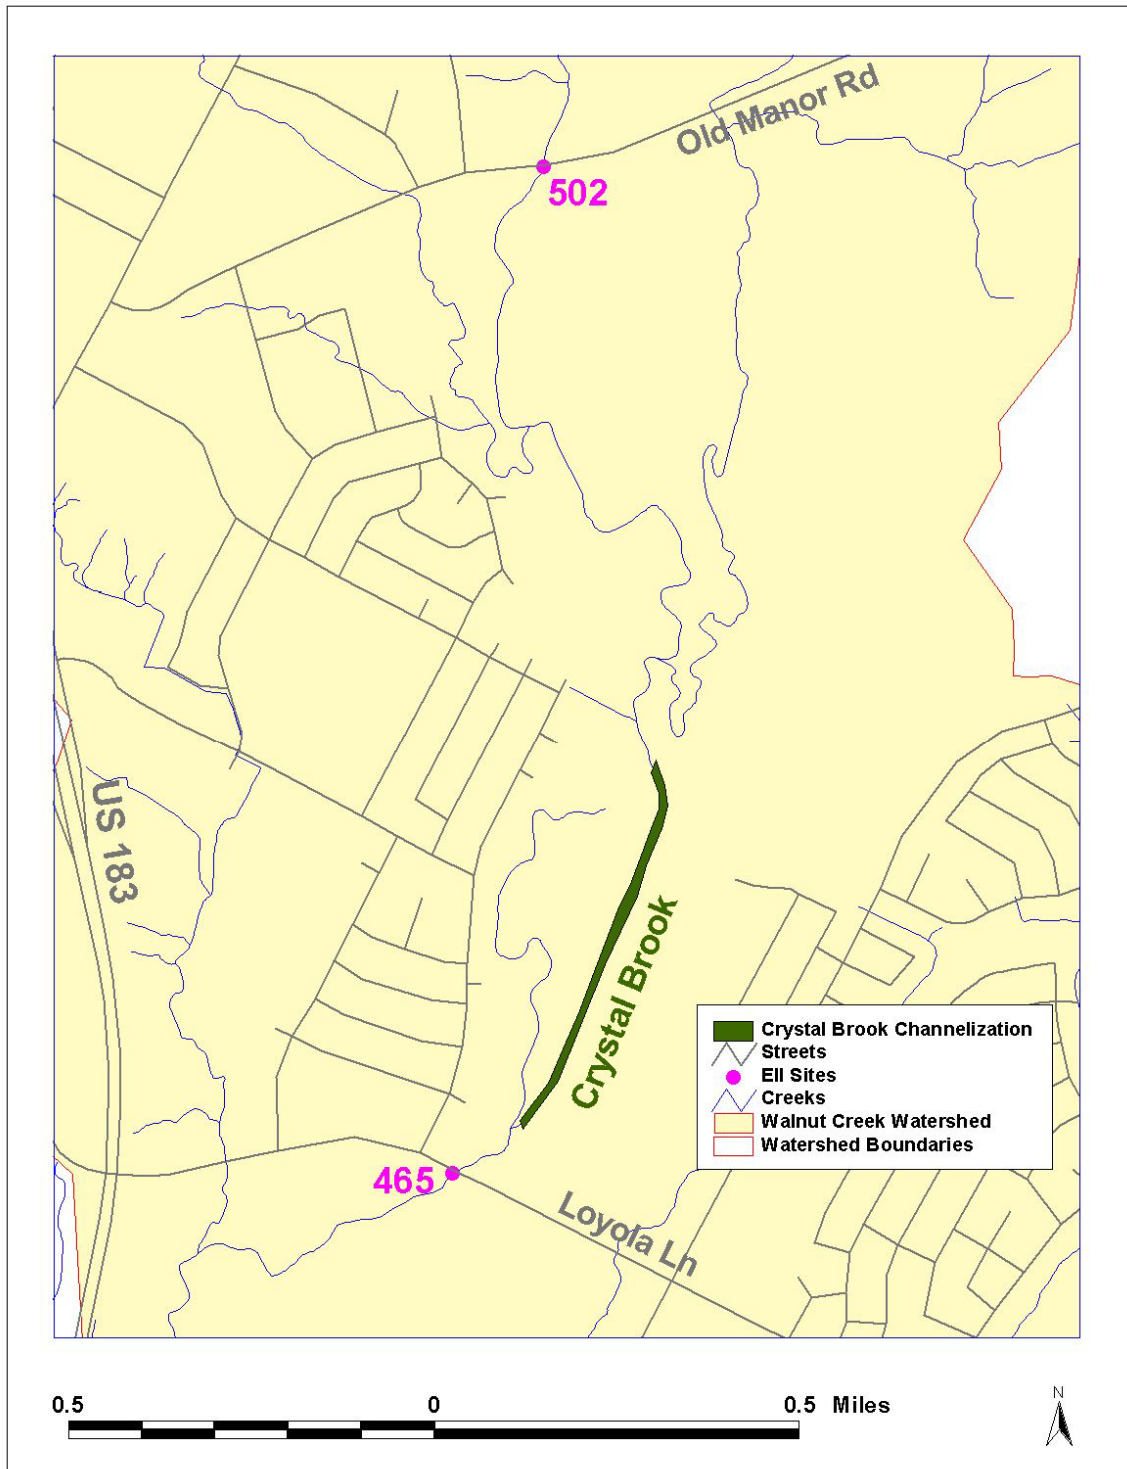 Old Manor Rd
502
US 183
Crystal Brook
Crystal Brook Channelization
Streets
EII Sites
Creeks
Walnut Creek Watershed
Watershed Boundaries
465
Loyola Ln
0.5 0 0.5 Miles
N